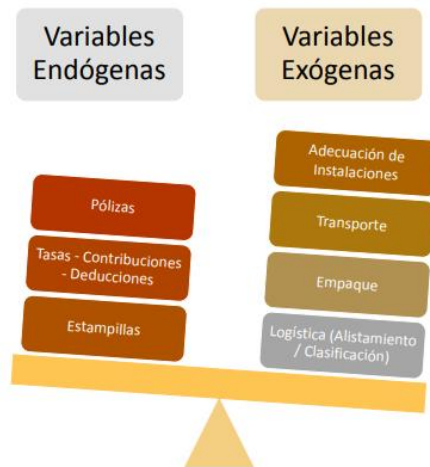 Variables
Endógenas
Variables
Exógenas
Pólizas
Tasas - Contribuciones
- Deducciones
Estampillas
Adecuación de
Instalaciones
Transporte
Empaque
Logística (Alistamiento
/ Clasificación)